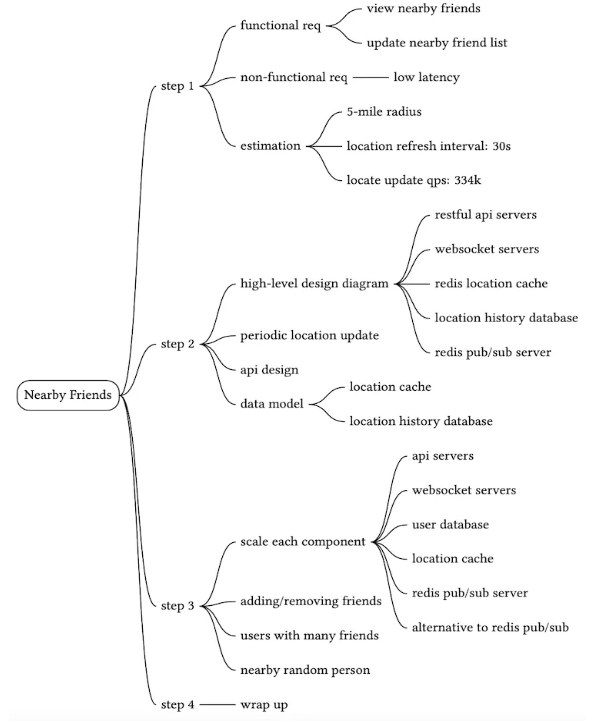 view nearby friends
functional req
update nearby friend list
step 1
non-functional req
low latency
5-mile radius
estimation
location refresh interval: 30s
locate update qps: 334k
restful api servers
websocket servers
high-level design diagram
redis location cache
location history database
redis pub/sub server
periodic location update
step 2
api design
data model
location cache
location history database
Nearby Friends
api servers
websocket servers
user database
scale each component
location cache
redis pub/sub server
alternative to redis pub/sub
step 3
adding/removing friends
users with many friends
nearby random person
step 4
wrap up